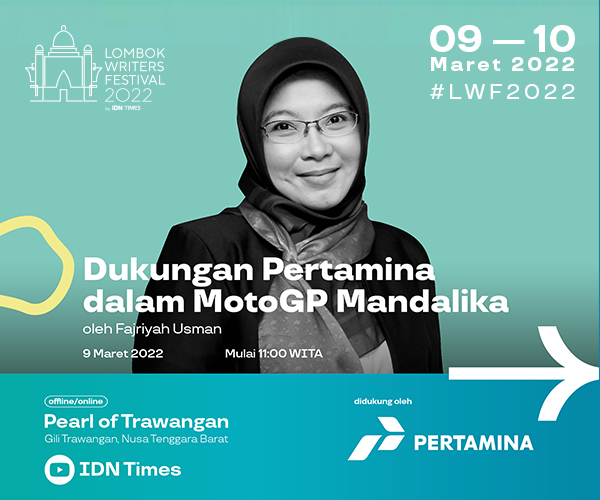 LOMBOK
WRITERS
FESTIVAL
2022
by IDN TIMES
09 — 10
Maret 2022
#LWF2022
Dukungan Pertamina
dalam MotoGP Mandalika
oleh Fajriyah Usman
9 Maret 2022
Mulai 11:00 WITA
offline/online
Pearl of Trawangan
Gili Trawangan, Nusa Tenggara Barat
IDN Times
didukung oleh
PERTAMINA